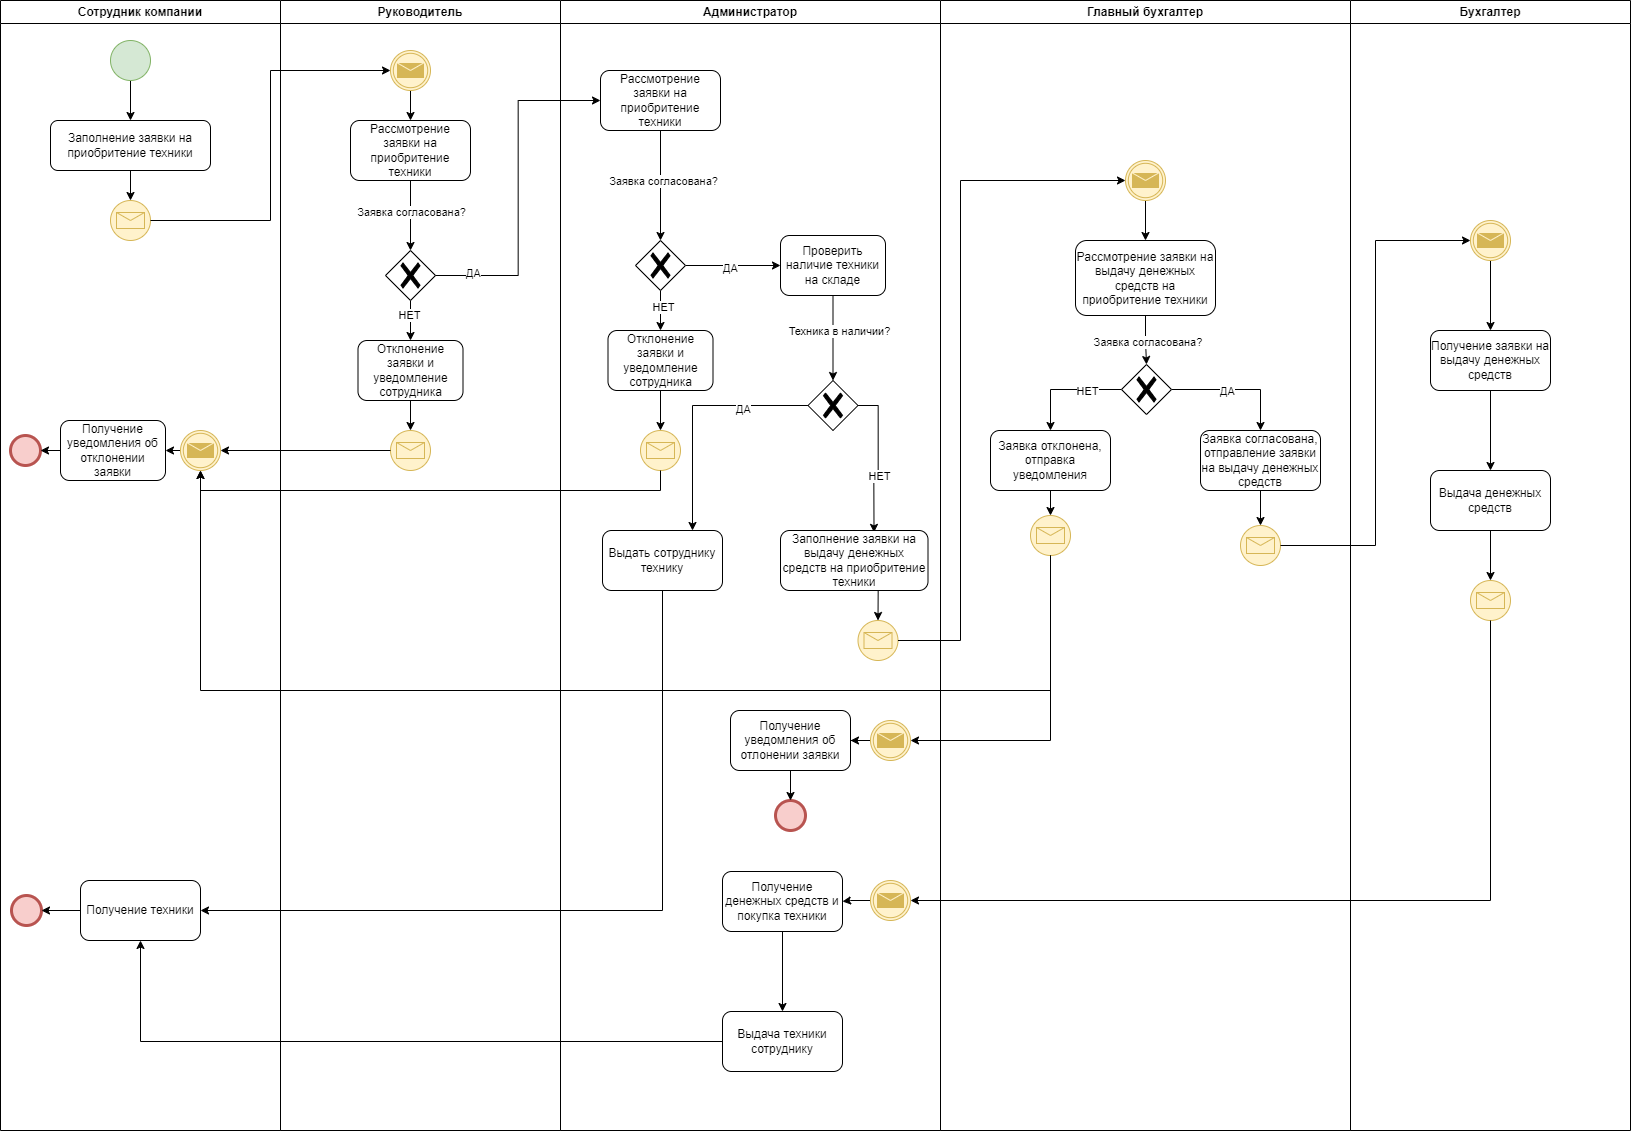 Сотрудник компании
Руководитель
Администратор
Главный бухгалтер
Бухгалтер
Заполнение заявки на
приобритение техники
Рассмотрение
заявки на
приобритение
техники
Заявка согласована?
ДА
НЕТ
Отклонение
заявки и
уведомление
сотрудника
Получение
уведомления об
отклонении
заявки
Рассмотрение
заявки на
приобритение
техники
Заявка согласована?
ДА
НЕТ
Проверить
наличие техники
на складе
Техника в наличии?
Отклонение
заявки и
уведомление
сотрудника
ДА
НЕТ
Выдать сотруднику
технику
Заполнение заявки на
выдачу денежных
средств на приобритение
техники
Рассмотрение заявки на
выдачу денежных
средств на
приобритение техники
Заявка согласована?
НЕТ
ДА
Заявка отклонена,
отправка
уведомления
Заявка согласована,
отправление заявки
на выдачу денежных
средств
Получение заявки на
выдачу денежных
средств
Выдача денежных
средств
Получение
уведомления об
отлонении заявки
Получение
денежных средств и
покупка техники
Получение техники
Выдача техники
сотруднику